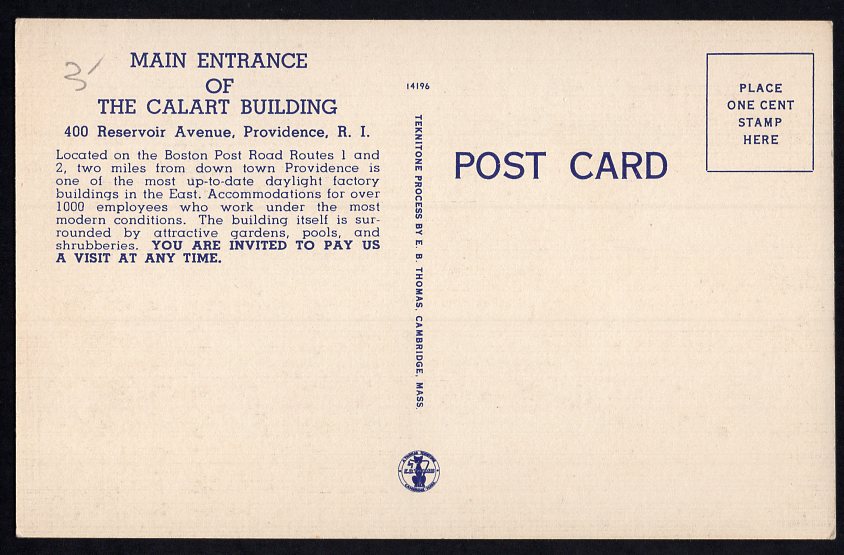 3
MAIN ENTRANCE
OF
THE CALART BUILDING
400 Reservoir Avenue, Providence, R. I.
Located on the Boston Post Road Routes 1 and
2, two miles from down town Providence is
one of the most up-to-date daylight factory
buildings in the East. Accommodations for over
1000 employees who work under the most
modern conditions. The building itself is sur-
rounded by attractive gardens, pools, and
shrubberies. YOU ARE INVITED TO PAY US
A VISIT AT ANY TIME.
14196
TEKNITONE PROCESS BY E. B. THOMAS, CAMBRIDGE, MASS.
POST CARD
PLACE
ONE CENT
STAMP
HERE